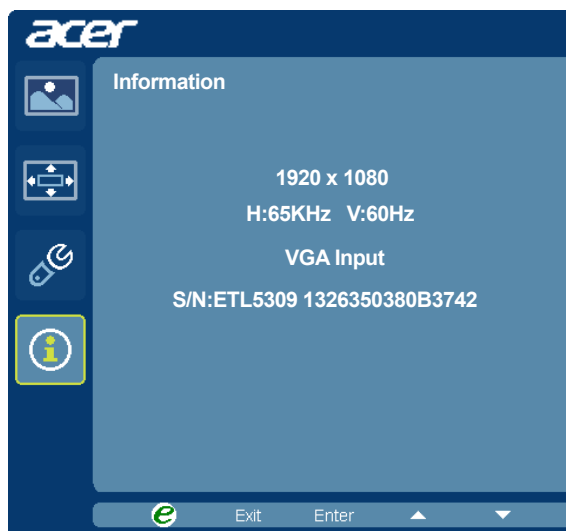 acer
Information
1920 x 1080
H:65KHz V:60Hz
VGA Input
S/N:ETL5309 1326350380B3742
e Exit Enter